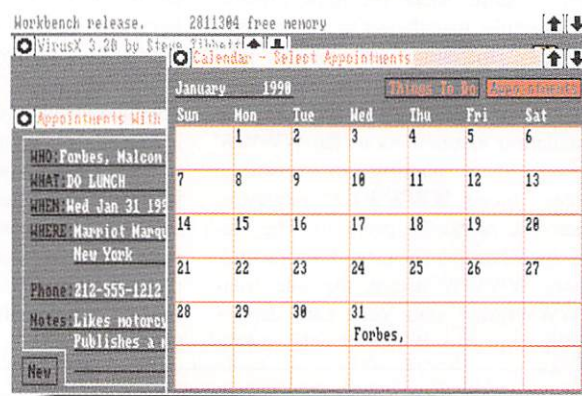 Workbench release. 2811304 free memory
VirusX 3.20 by Steve
Calendar - Select Appointments
January 1990 Things To Do Appointments
Sun Mon Tue Wed Thu Fri Sat
1 2 3 4 5 6
7 8 9 10 11 12 13
14 15 16 17 18 19 20
21 22 23 24 25 26 27
28 29 30 31
Forbes,
Appointments With
WHO: Forbes, Malcom
WHAT: DO LUNCH
WHEN: Wed Jan 31 199
WHERE: Marriot Marqu
New York
Phone: 212-555-1212
Notes: Likes motorcy
Publishes a
New